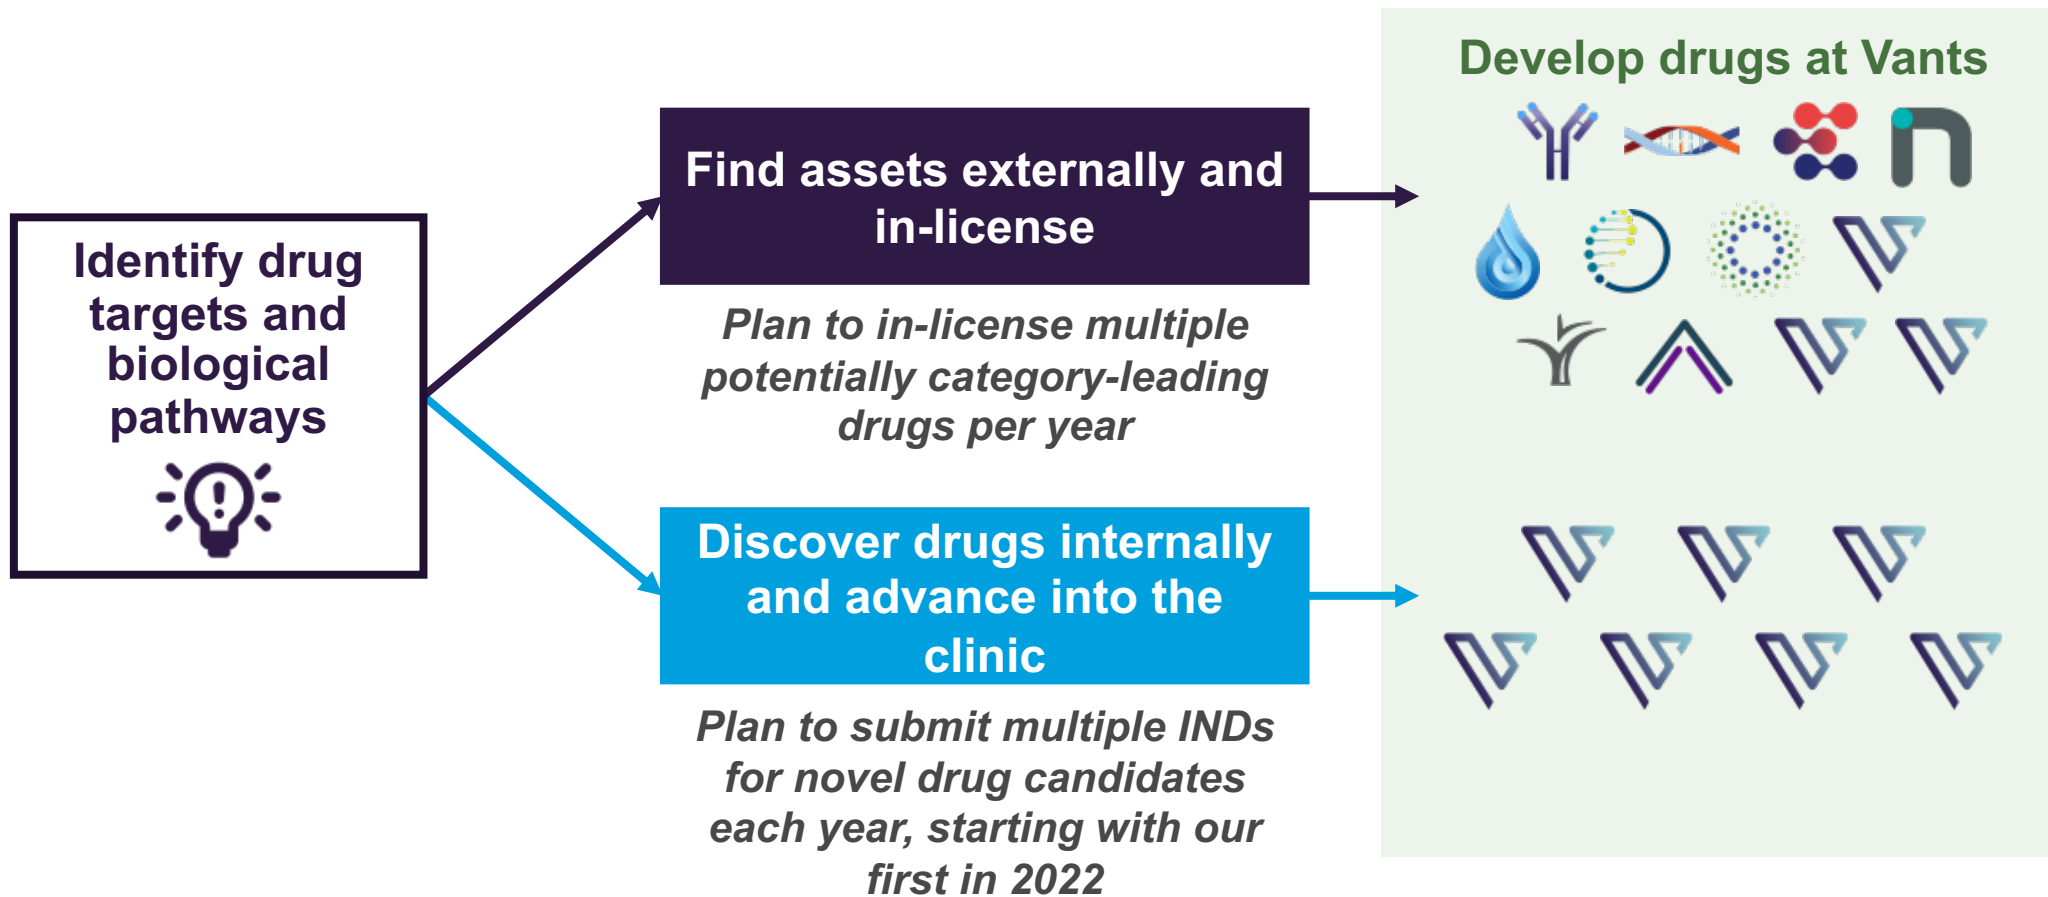 Identify drug
targets and
biological
pathways
Find assets externally and
in-license
Plan to in-license multiple
potentially category-leading
drugs per year
Discover drugs internally
and advance into the
clinic
Plan to submit multiple INDs
for novel drug candidates
each year, starting with our
first in 2022
Develop drugs at Vants